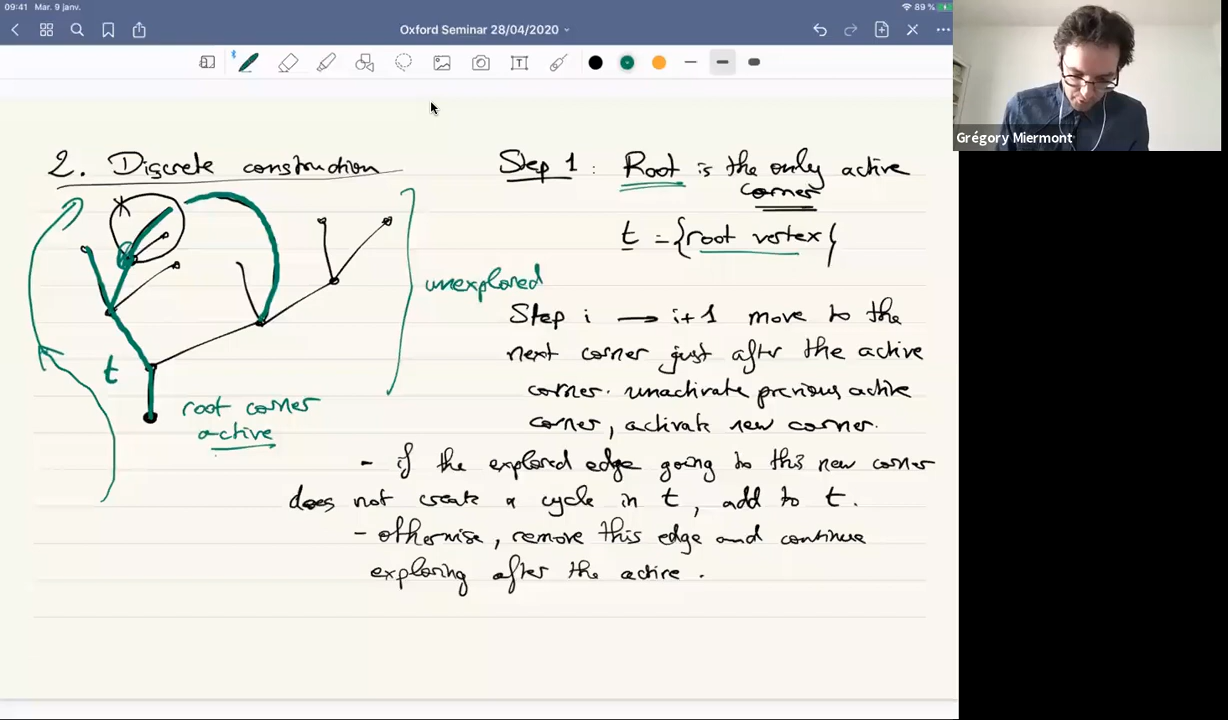 09:41 Mar. 9 janv.
89 %
Oxford Seminar 28/04/2020
Grégory Miermont
2. Discrete construction
t
root corner
active
unexplored
Step 1 : Root is the only active
corner
t = {root vertex}
Step i → i+1 move to the
next corner just after the active
corner. unactivate previous active
corner, activate new corner.
- if the explored edge going to this new corner
does not create a cycle in t, add to t.
- otherwise, remove this edge and continue
exploring after the active.